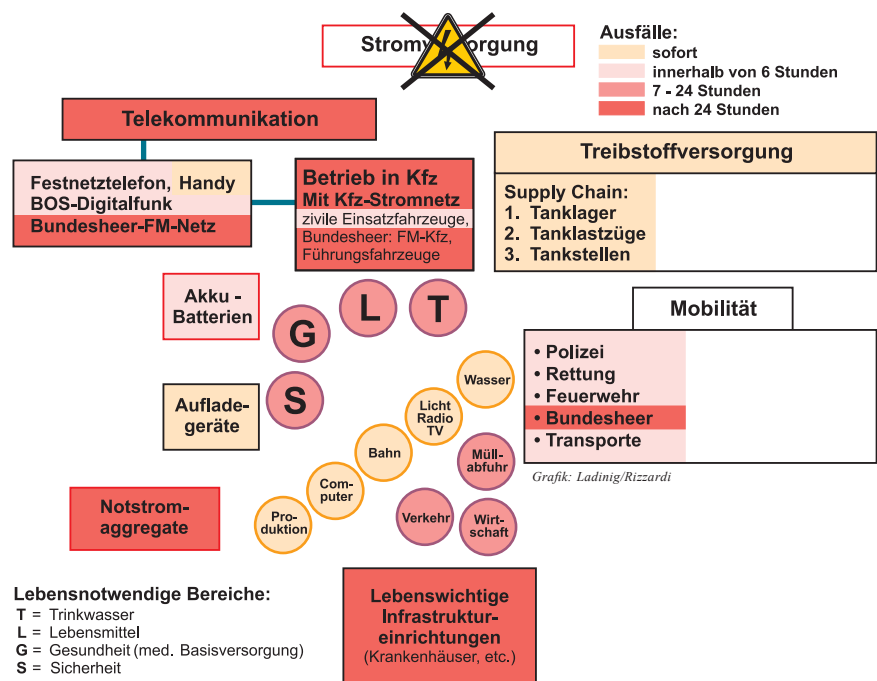 Stromversorgung
Ausfälle:
sofort
innerhalb von 6 Stunden
7 - 24 Stunden
nach 24 Stunden
Telekommunikation
Festnetztelefon, Handy
BOS-Digitalfunk
Bundesheer-FM-Netz
Betrieb in Kfz
Mit Kfz-Stromnetz
zivile Einsatzfahrzeuge,
Bundesheer: FM-Kfz,
Führungsfahrzeuge
Treibstoffversorgung
Supply Chain:
1. Tanklager
2. Tanklastzüge
3. Tankstellen
Akku -
Batterien
G
L
T
S
Mobilität
• Polizei
• Rettung
• Feuerwehr
• Bundesheer
• Transporte
Grafik: Ladinig/Rizzardi
Auflade-
geräte
Wasser
Licht
Radio
TV
Bahn
Com-
puter
Pro-
duktion
Müll-
abfuhr
Verkehr
Wirt-
schaft
Notstrom-
aggregate
Lebenswichtige
Infrastruktur-
einrichtungen
(Krankenhäuser, etc.)
Lebensnotwendige Bereiche:
T = Trinkwasser
L = Lebensmittel
G = Gesundheit (med. Basisversorgung)
S = Sicherheit